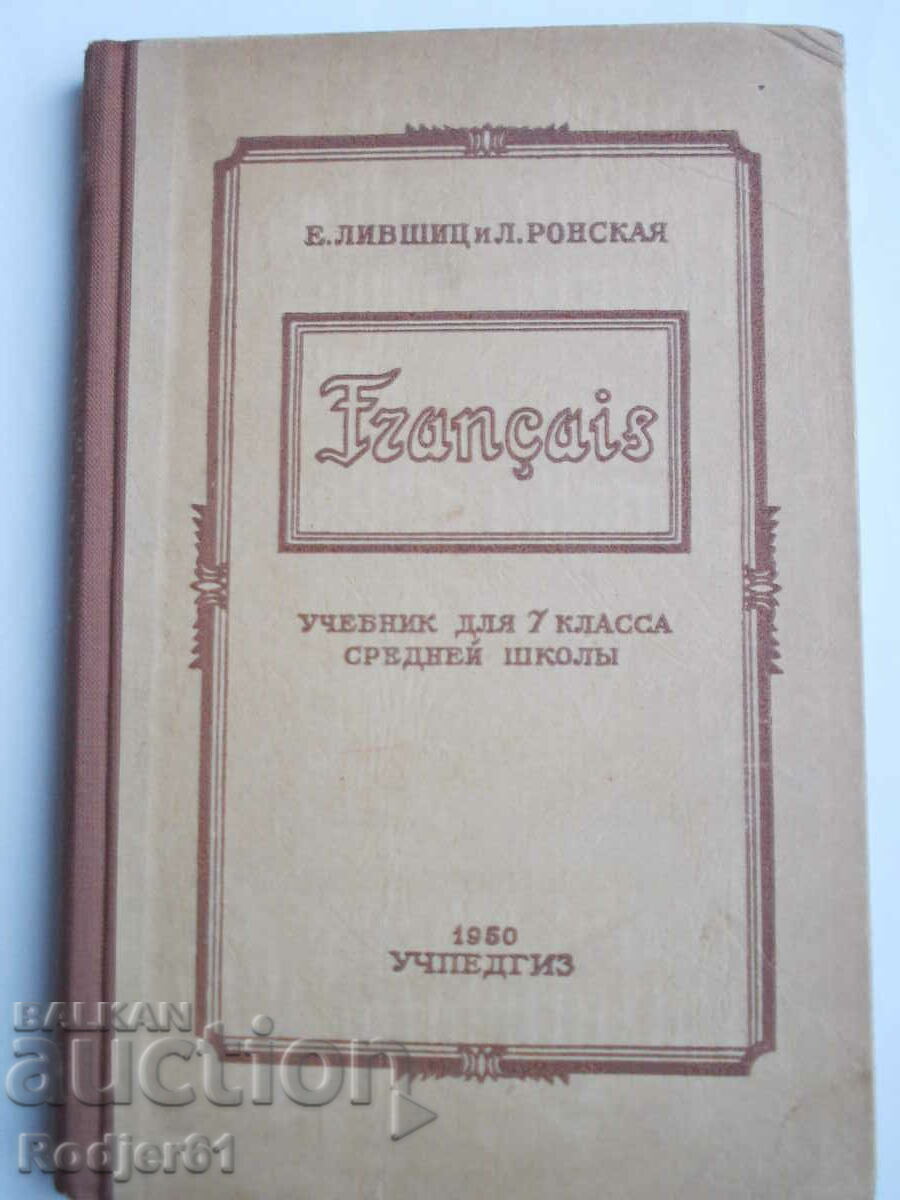 Е. ЛИВШИЦ и Л. РОНСКАЯ
Français
УЧЕБНИК ДЛЯ 7 КЛАССА
СРЕДНЕЙ ШКОЛЫ
1950
УЧПЕДГИЗ
BALKAN
auction
Rodjer61